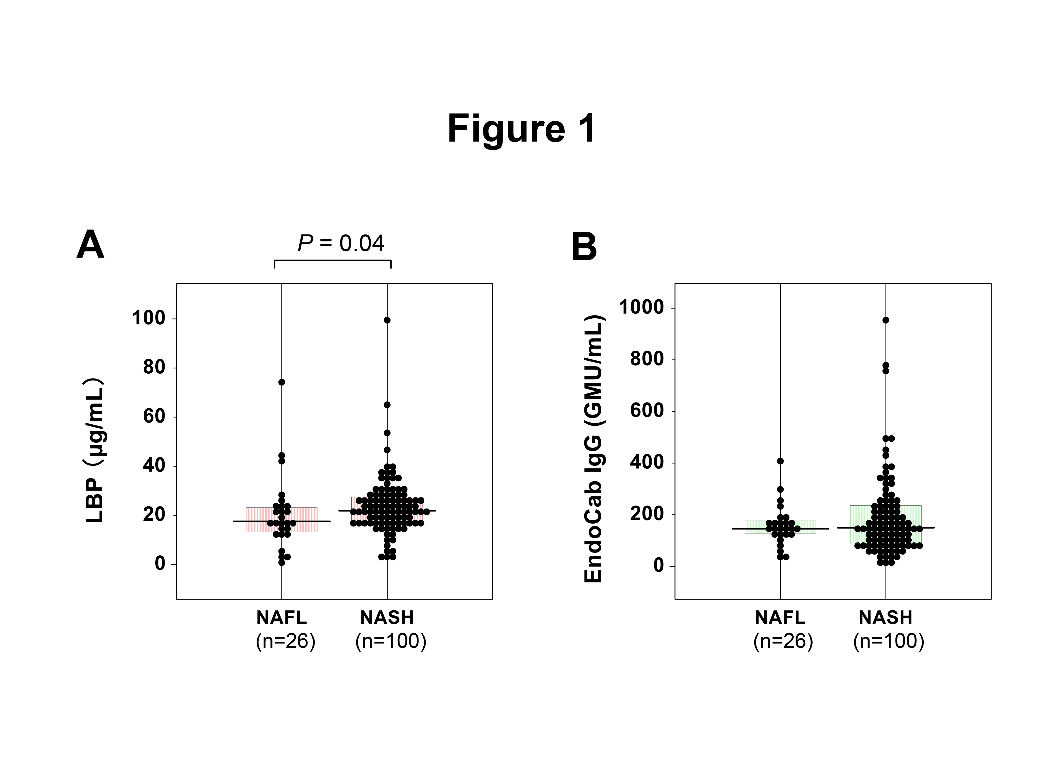 Figure 1
A
P = 0.04
LBP (μg/mL)
100
80
60
40
20
0
NAFL
(n=26)
NASH
(n=100)
B
EndoCab IgG (GMU/mL)
1000
800
600
400
200
0
NAFL
(n=26)
NASH
(n=100)